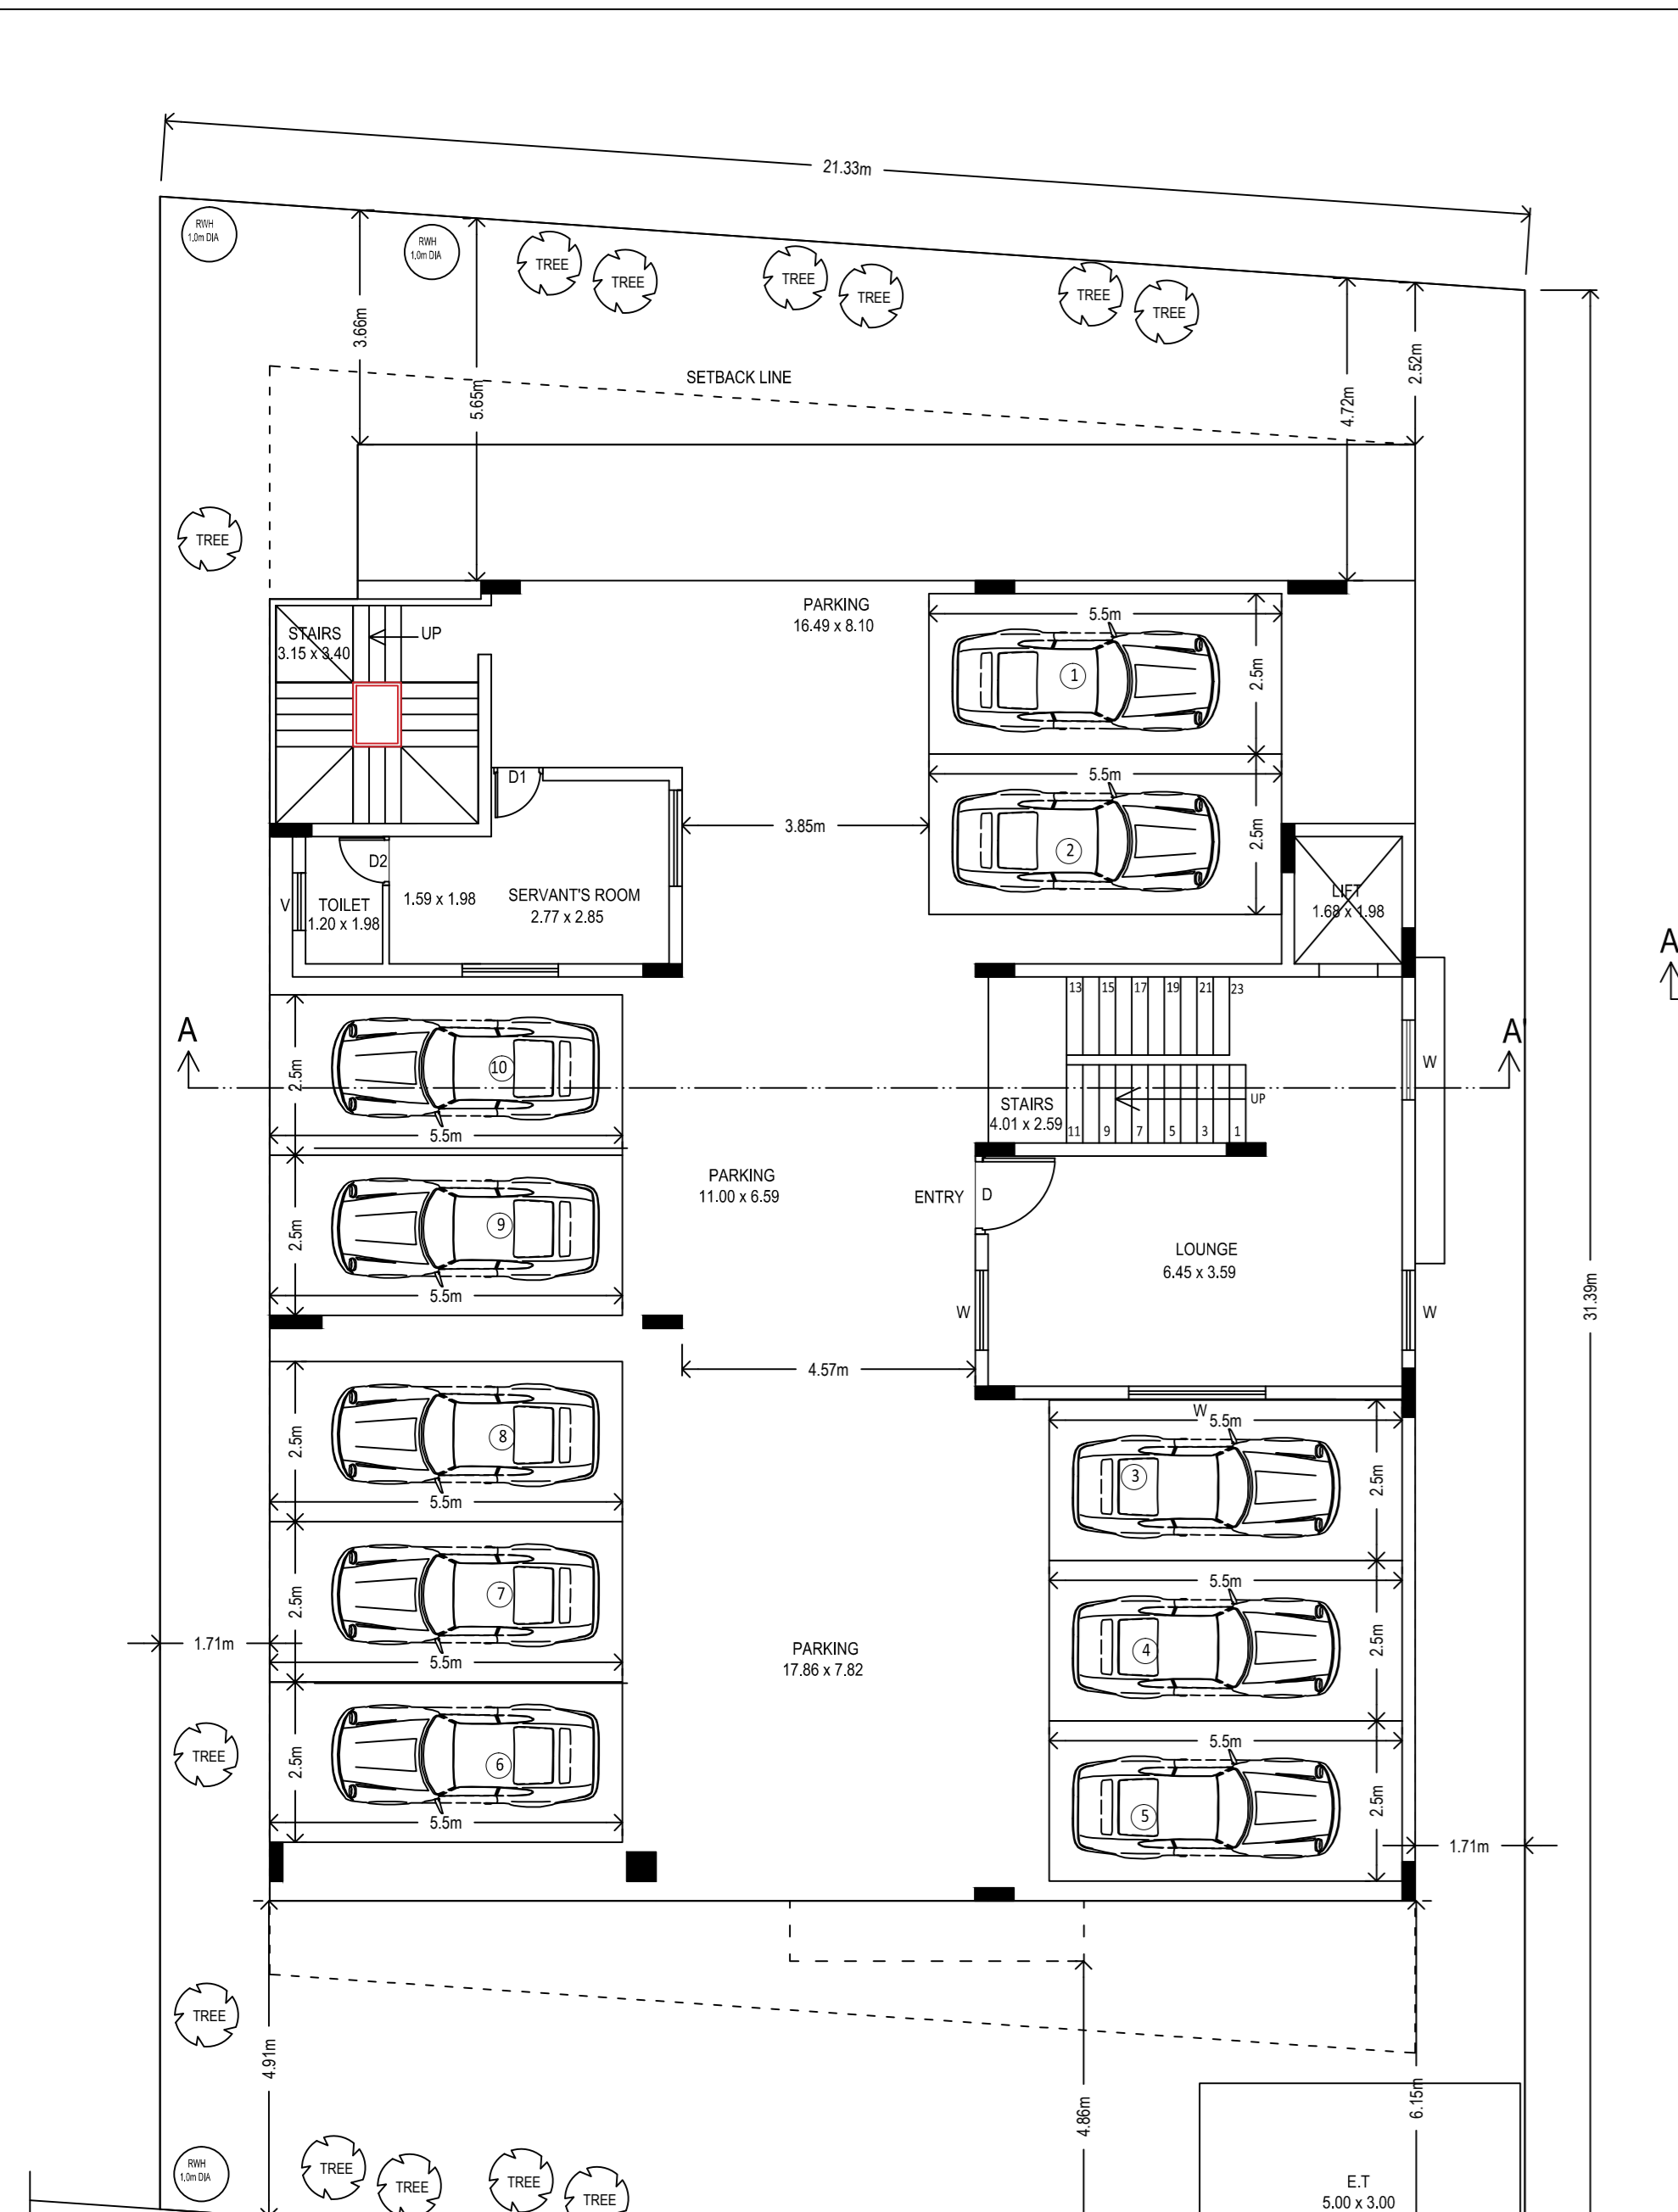 21.33m
RWH
1.0m DIA
RWH
1.0m DIA
TREE
TREE
TREE
TREE
TREE
TREE
3.66m
5.65m
SETBACK LINE
4.72m
2.52m
TREE
PARKING
16.49 x 8.10
5.5m
STAIRS
3.15 x 3.40
UP
1
2.5m
D1
5.5m
3.85m
2
2.5m
D2
V
TOILET
1.20 x 1.98
1.59 x 1.98
SERVANT'S ROOM
2.77 x 2.85
LIFT
1.68 x 1.98
A
13
15
17
19
21
23
A
A'
10
2.5m
W
STAIRS
4.01 x 2.59
UP
11
9
7
5
3
1
5.5m
PARKING
11.00 x 6.59
ENTRY
D
9
2.5m
LOUNGE
6.45 x 3.59
5.5m
W
W
31.39m
4.57m
W
5.5m
8
2.5m
3
2.5m
5.5m
5.5m
7
2.5m
4
2.5m
1.71m
5.5m
PARKING
17.86 x 7.82
5.5m
6
2.5m
5
2.5m
TREE
5.5m
1.71m
TREE
4.91m
4.86m
6.15m
RWH
1.0m DIA
TREE
TREE
TREE
TREE
E.T
5.00 x 3.00